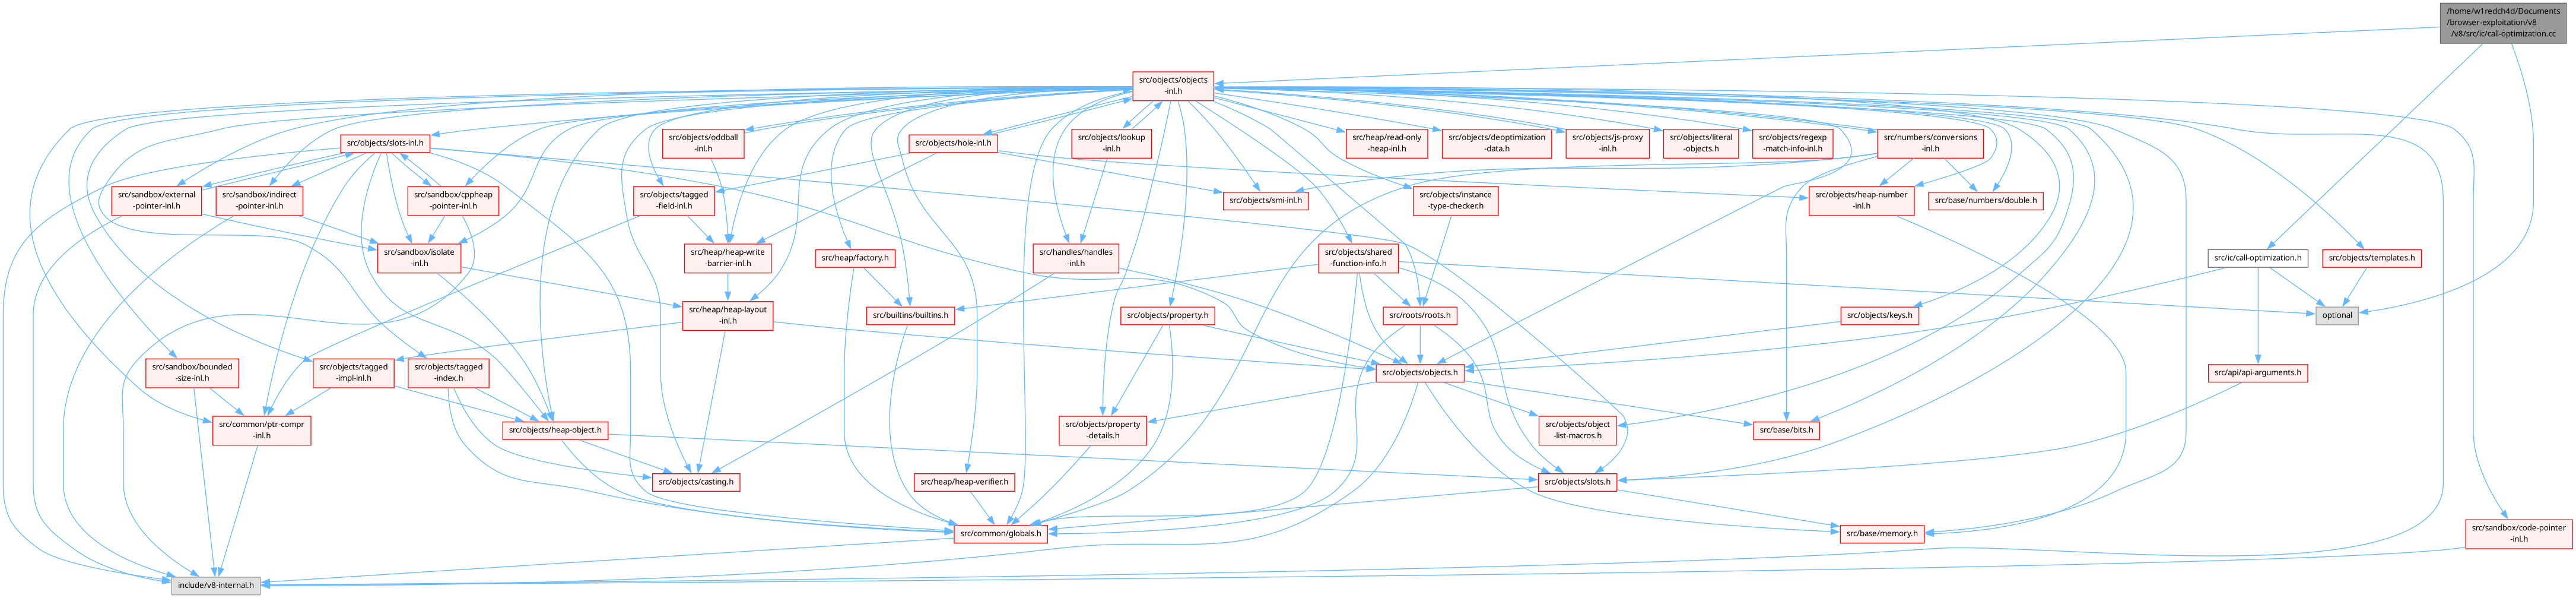 /home/w1redch4d/Documents
/browser-exploitation/v8
/v8/src/ic/call-optimization.cc
src/objects/objects
-inl.h
src/objects/slots-inl.h
src/objects/oddball
-inl.h
src/objects/hole-inl.h
src/objects/lookup
-inl.h
src/heap/read-only
-heap-inl.h
src/objects/deoptimization
-data.h
src/objects/js-proxy
-inl.h
src/objects/literal
-objects.h
src/objects/regexp
-match-info-inl.h
src/numbers/conversions
-inl.h
src/sandbox/external
-pointer-inl.h
src/sandbox/indirect
-pointer-inl.h
src/sandbox/cppheap
-pointer-inl.h
src/objects/tagged
-field-inl.h
src/objects/smi-inl.h
src/objects/instance
-type-checker.h
src/objects/heap-number
-inl.h
src/base/numbers/double.h
src/sandbox/isolate
-inl.h
src/heap/heap-write
-barrier-inl.h
src/heap/factory.h
src/handles/handles
-inl.h
src/objects/shared
-function-info.h
src/ic/call-optimization.h
src/objects/templates.h
src/heap/heap-layout
-inl.h
src/builtins/builtins.h
src/objects/property.h
src/roots/roots.h
src/objects/keys.h
optional
src/sandbox/bounded
-size-inl.h
src/objects/tagged
-impl-inl.h
src/objects/tagged
-index.h
src/objects/objects.h
src/api/api-arguments.h
src/common/ptr-compr
-inl.h
src/objects/heap-object.h
src/objects/property
-details.h
src/objects/object
-list-macros.h
src/base/bits.h
src/objects/casting.h
src/heap/heap-verifier.h
src/objects/slots.h
src/common/globals.h
src/base/memory.h
src/sandbox/code-pointer
-inl.h
include/v8-internal.h